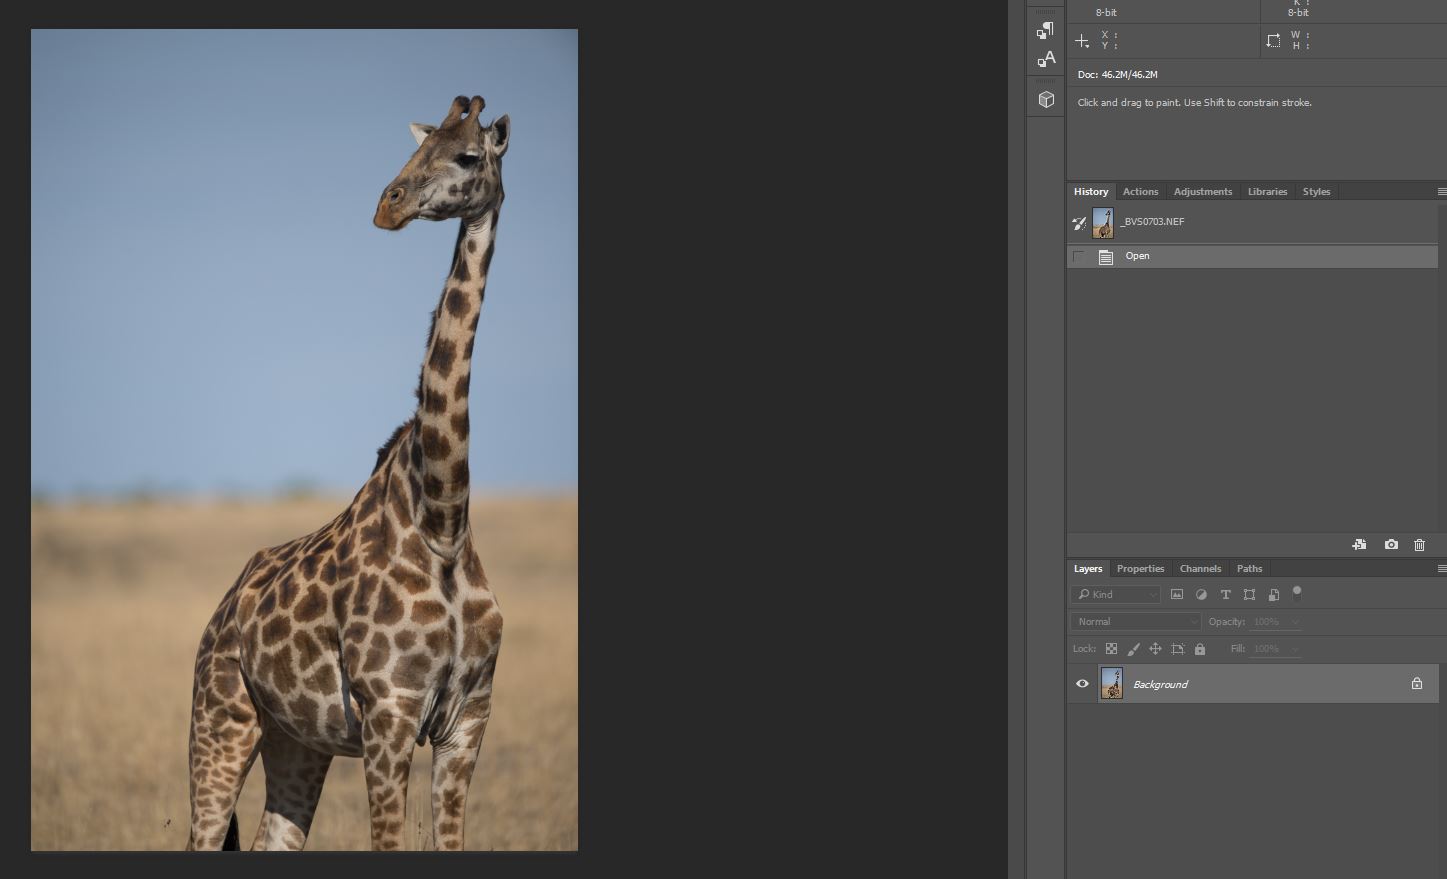 K :
8-bit
8-bit
X :
Y :
W :
H :
Doc: 46.2M/46.2M
Click and drag to paint. Use Shift to constrain stroke.
History
Actions
Adjustments
Libraries
Styles
_BVS0703.NEF
Open
Layers
Properties
Channels
Paths
Kind
Normal
Opacity: 100%
Lock:
Fill: 100%
Background